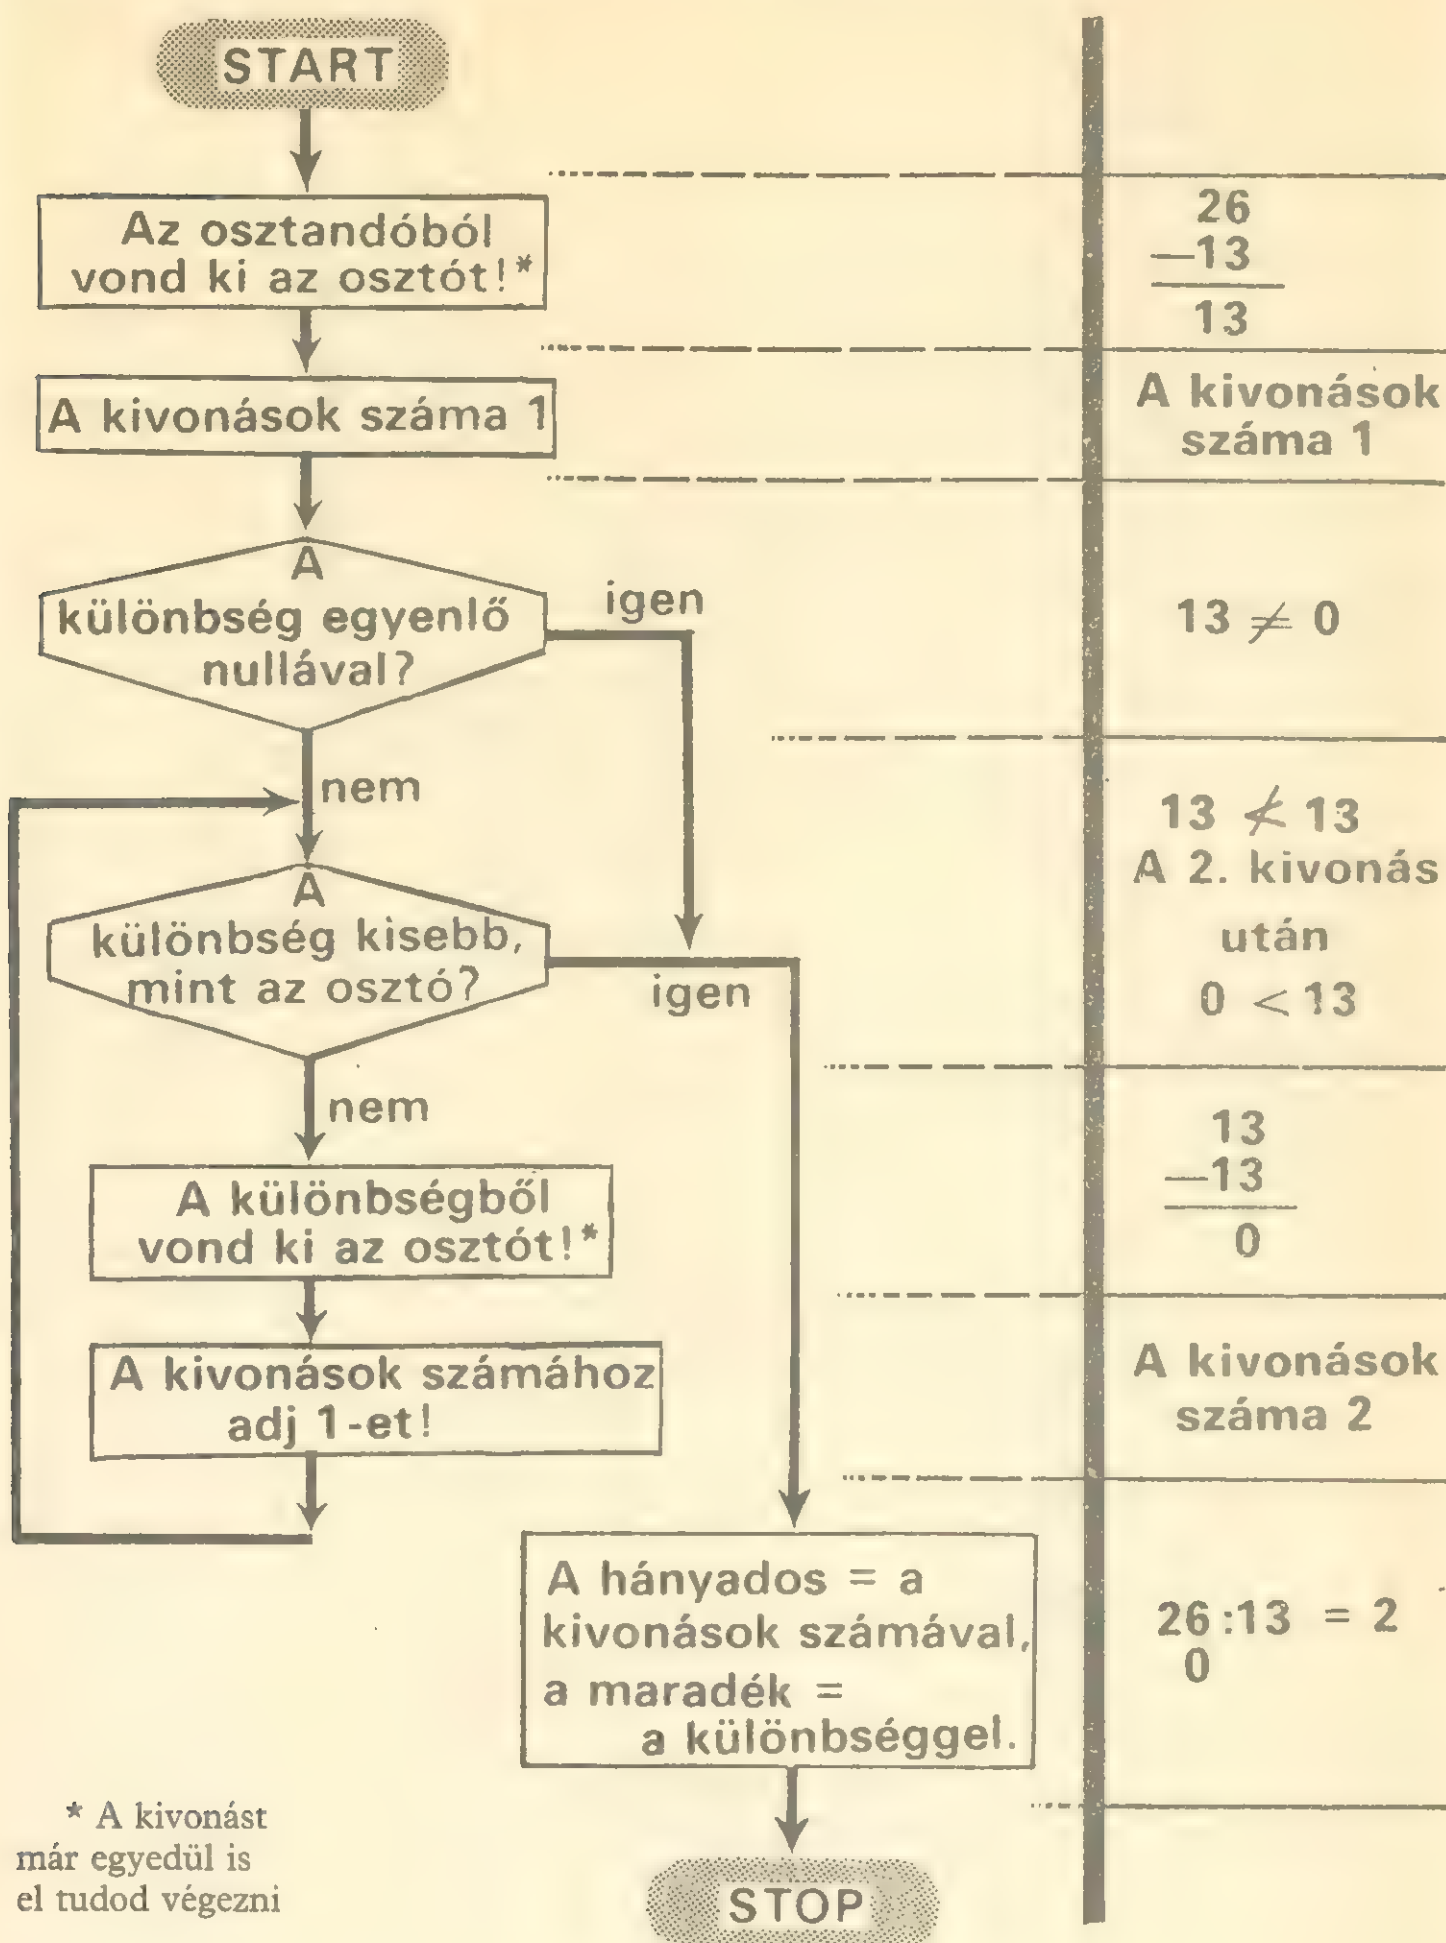 START
Az osztandóból
vond ki az osztót!*
26
—13
13
A kivonások száma 1
A kivonások
száma 1
A
különbség egyenlő
nullával?
igen
13 ≠ 0
nem
13 ≮ 13
A 2. kivonás
után
0 < 13
A
különbség kisebb,
mint az osztó?
igen
nem
A különbségből
vond ki az osztót!*
13
—13
0
A kivonások számához
adj 1-et!
A kivonások
száma 2
A hányados = a
kivonások számával,
a maradék =
a különbséggel.
26:13 = 2
0
* A kivonást
már egyedül is
el tudod végezni
STOP